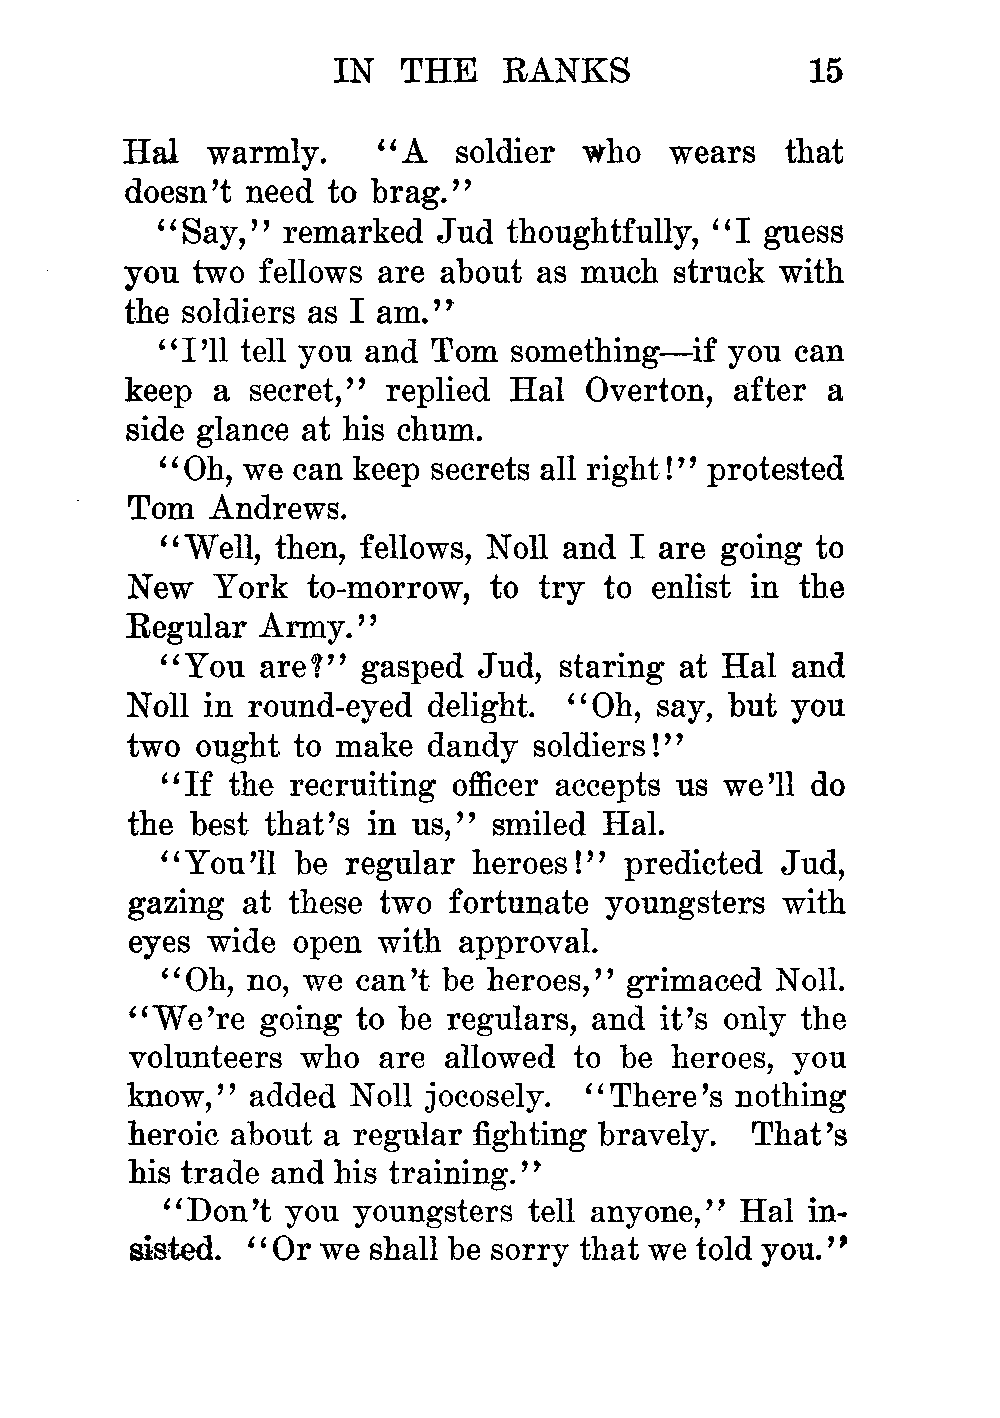 IN THE RANKS 15
Hal warmly. "A soldier who wears that
doesn't need to brag."
"Say," remarked Jud thoughtfully, "I guess
you two fellows are about as much struck with
the soldiers as I am."
"I'll tell you and Tom something—if you can
keep a secret," replied Hal Overton, after a
side glance at his chum.
"Oh, we can keep secrets all right!" protested
Tom Andrews.
"Well, then, fellows, Noll and I are going to
New York to-morrow, to try to enlist in the
Regular Army."
"You are?" gasped Jud, staring at Hal and
Noll in round-eyed delight. "Oh, say, but you
two ought to make dandy soldiers!"
"If the recruiting officer accepts us we'll do
the best that's in us," smiled Hal.
"You'll be regular heroes!" predicted Jud,
gazing at these two fortunate youngsters with
eyes wide open with approval.
"Oh, no, we can't be heroes," grimaced Noll.
"We're going to be regulars, and it's only the
volunteers who are allowed to be heroes, you
know," added Noll jocosely. "There's nothing
heroic about a regular fighting bravely. That's
his trade and his training."
"Don't you youngsters tell anyone," Hal in-
sisted. "Or we shall be sorry that we told you."